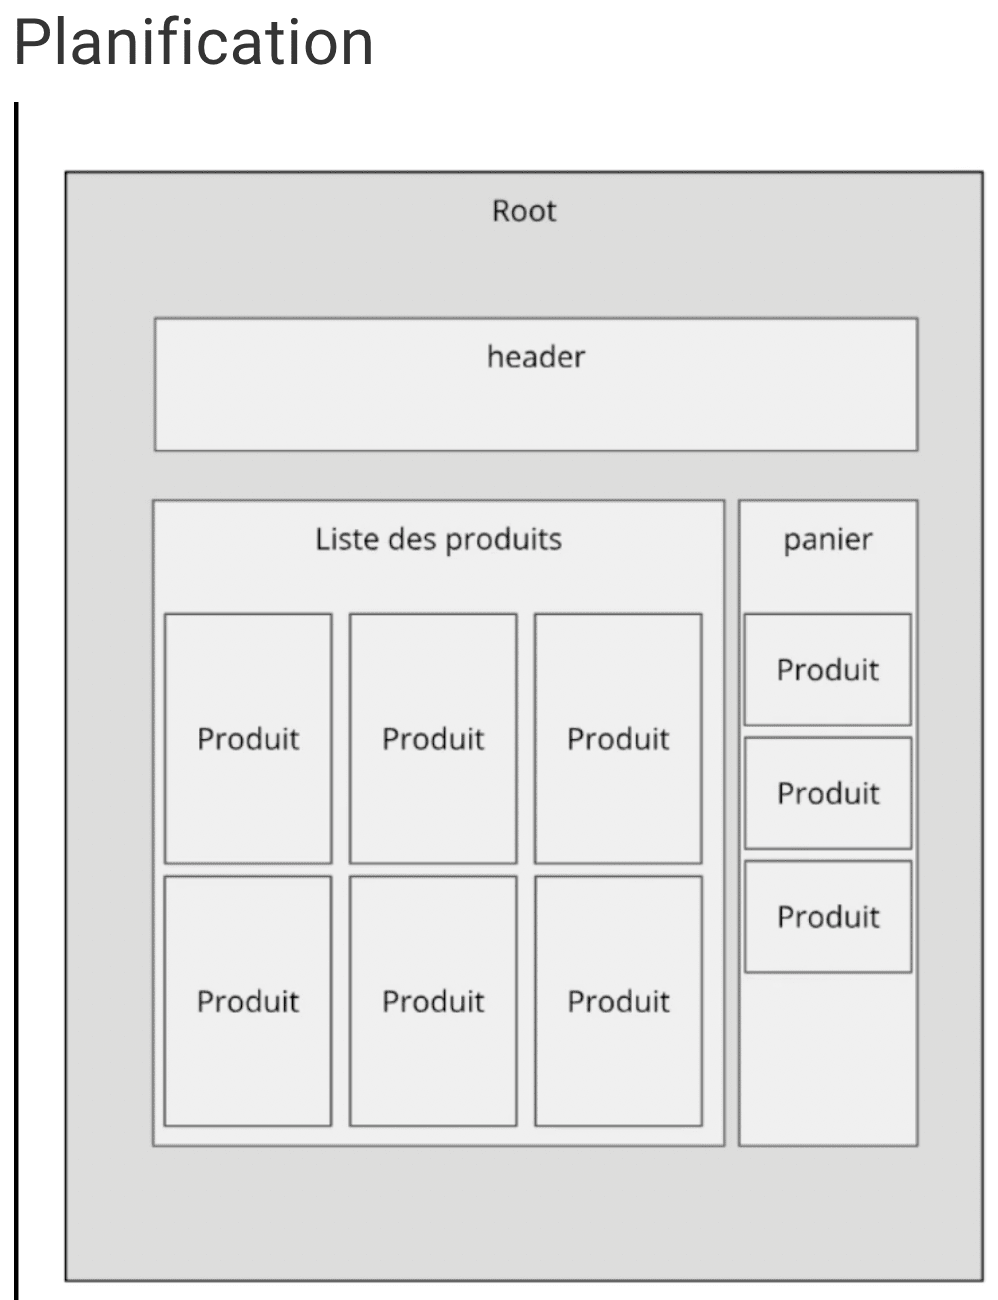 Planification
Root
header
Liste des produits
Produit
Produit
Produit
Produit
Produit
Produit
panier
Produit
Produit
Produit